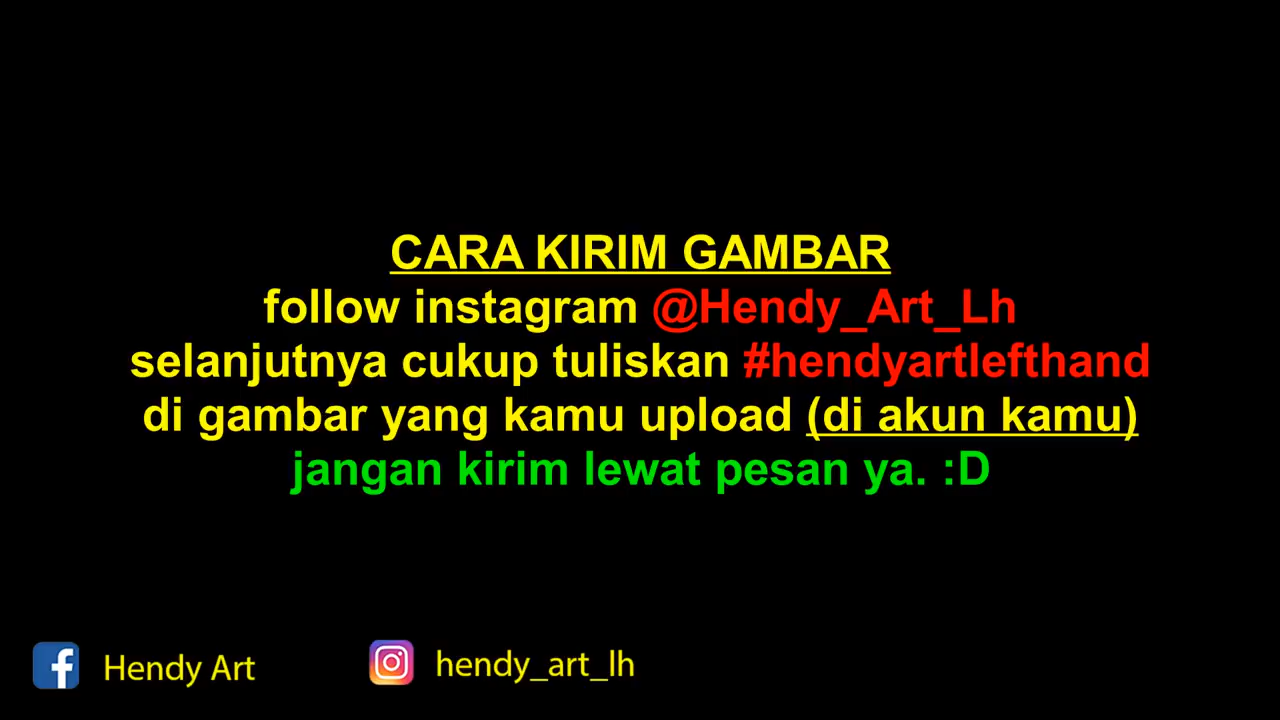 CARA KIRIM GAMBAR
follow instagram @Hendy_Art_Lh
selanjutnya cukup tuliskan #hendyartlefthand
di gambar yang kamu upload (di akun kamu)
jangan kirim lewat pesan ya. :D
Hendy Art
hendy_art_lh